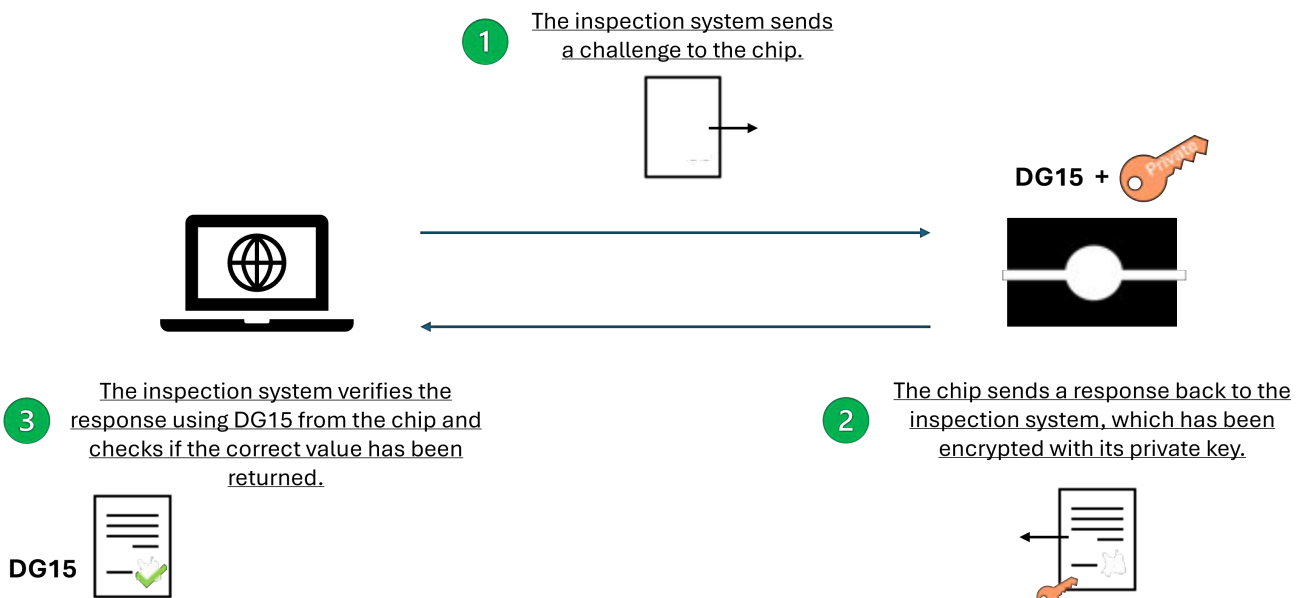 1
The inspection system sends
a challenge to the chip.
DG15 +
Private
3
The inspection system verifies the
response using DG15 from the chip and
checks if the correct value has been
returned.
DG15
2
The chip sends a response back to the
inspection system, which has been
encrypted with its private key.